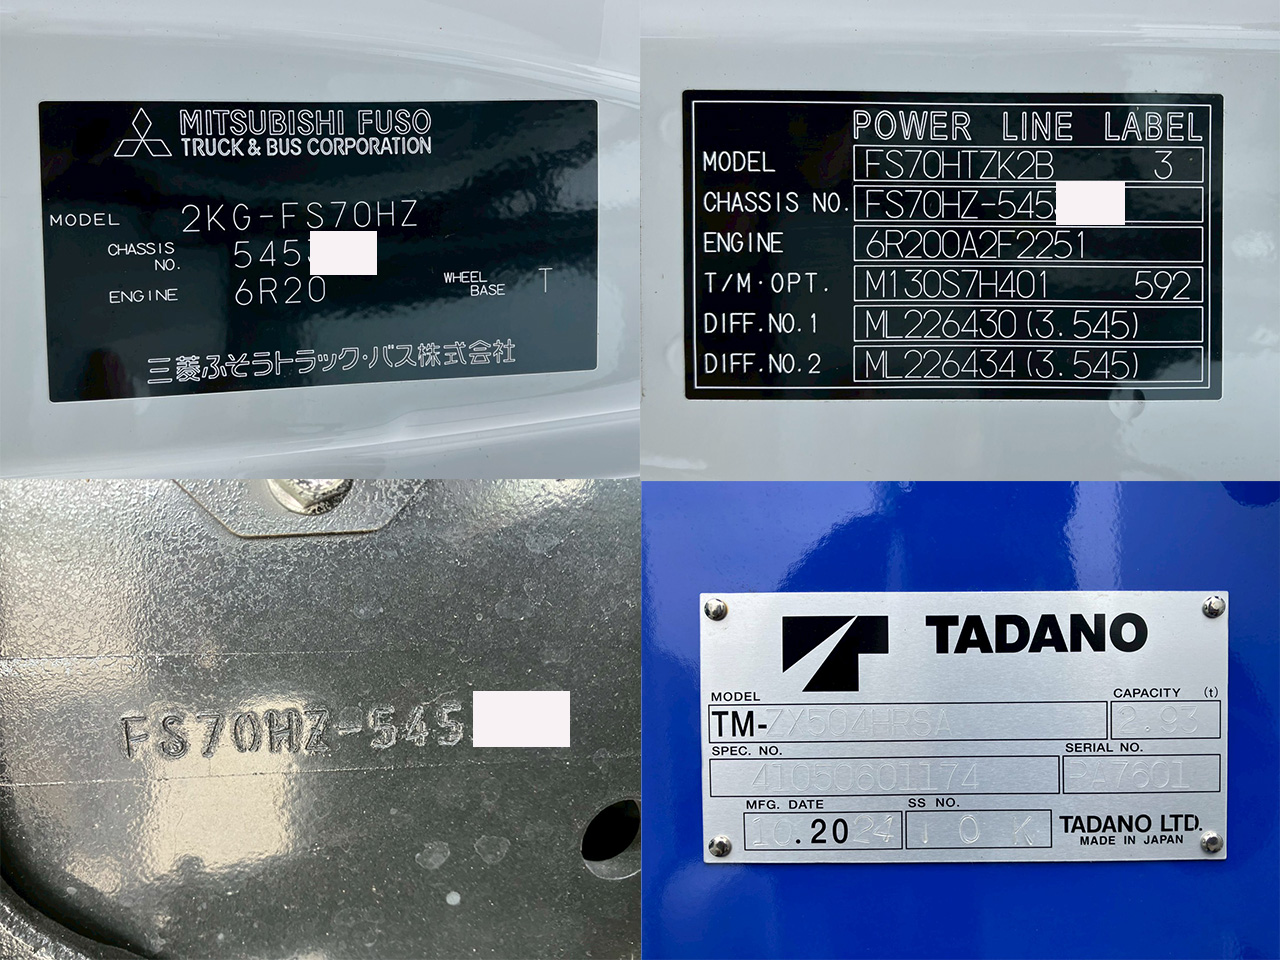 MITSUBISHI FUSO
TRUCK & BUS CORPORATION
MODEL 2KG-FS70HZ
CHASSIS NO. 545
ENGINE 6R20
WHEEL BASE T
三菱ふそうトラック・バス株式会社
POWER LINE LABEL
MODEL FS70HTZK2B 3
CHASSIS NO. FS70HZ-545
ENGINE 6R200A2F2251
T/M・OPT. M130S7H401 592
DIFF.NO.1 ML226430 (3.545)
DIFF.NO.2 ML226434 (3.545)
FS70HZ-545
TADANO
MODEL CAPACITY (t)
TM-ZX504HRSA 2.93
SPEC. NO. SERIAL NO.
41050601174 RA7601
MFG. DATE SS NO.
10.2024 10 K
TADANO LTD.
MADE IN JAPAN